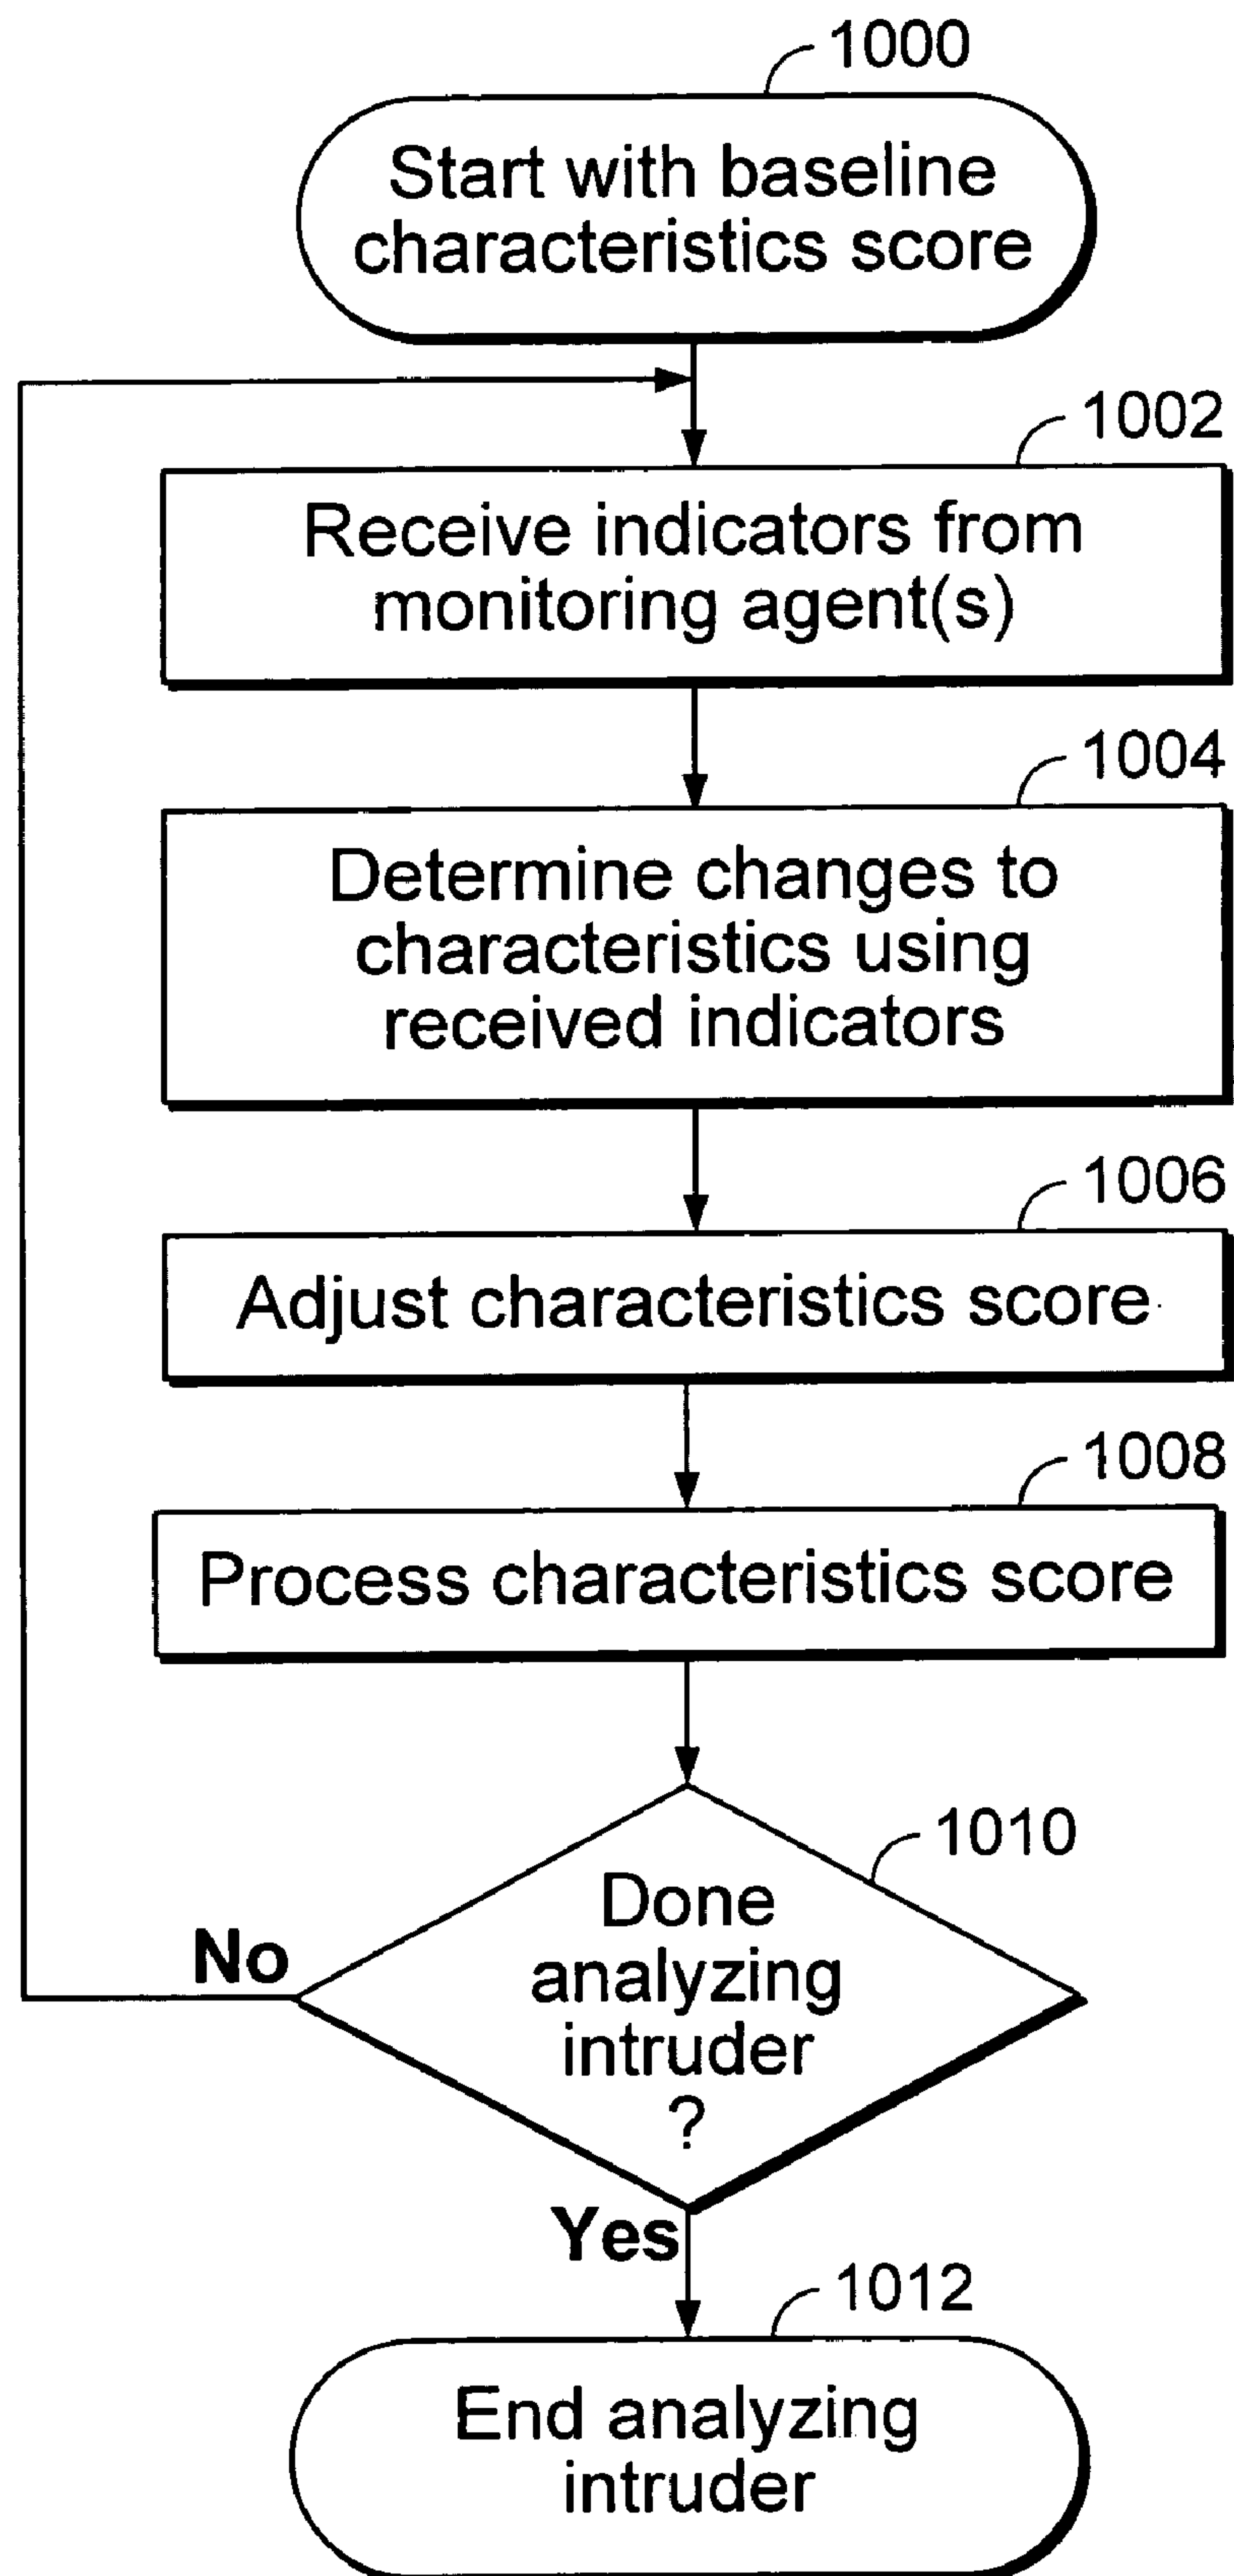 1000
Start with baseline
characteristics score
1002
Receive indicators from
monitoring agent(s)
1004
Determine changes to
characteristics using
received indicators
1006
Adjust characteristics score
1008
Process characteristics score
1010
Done
analyzing
intruder
?
No
Yes
1012
End analyzing
intruder